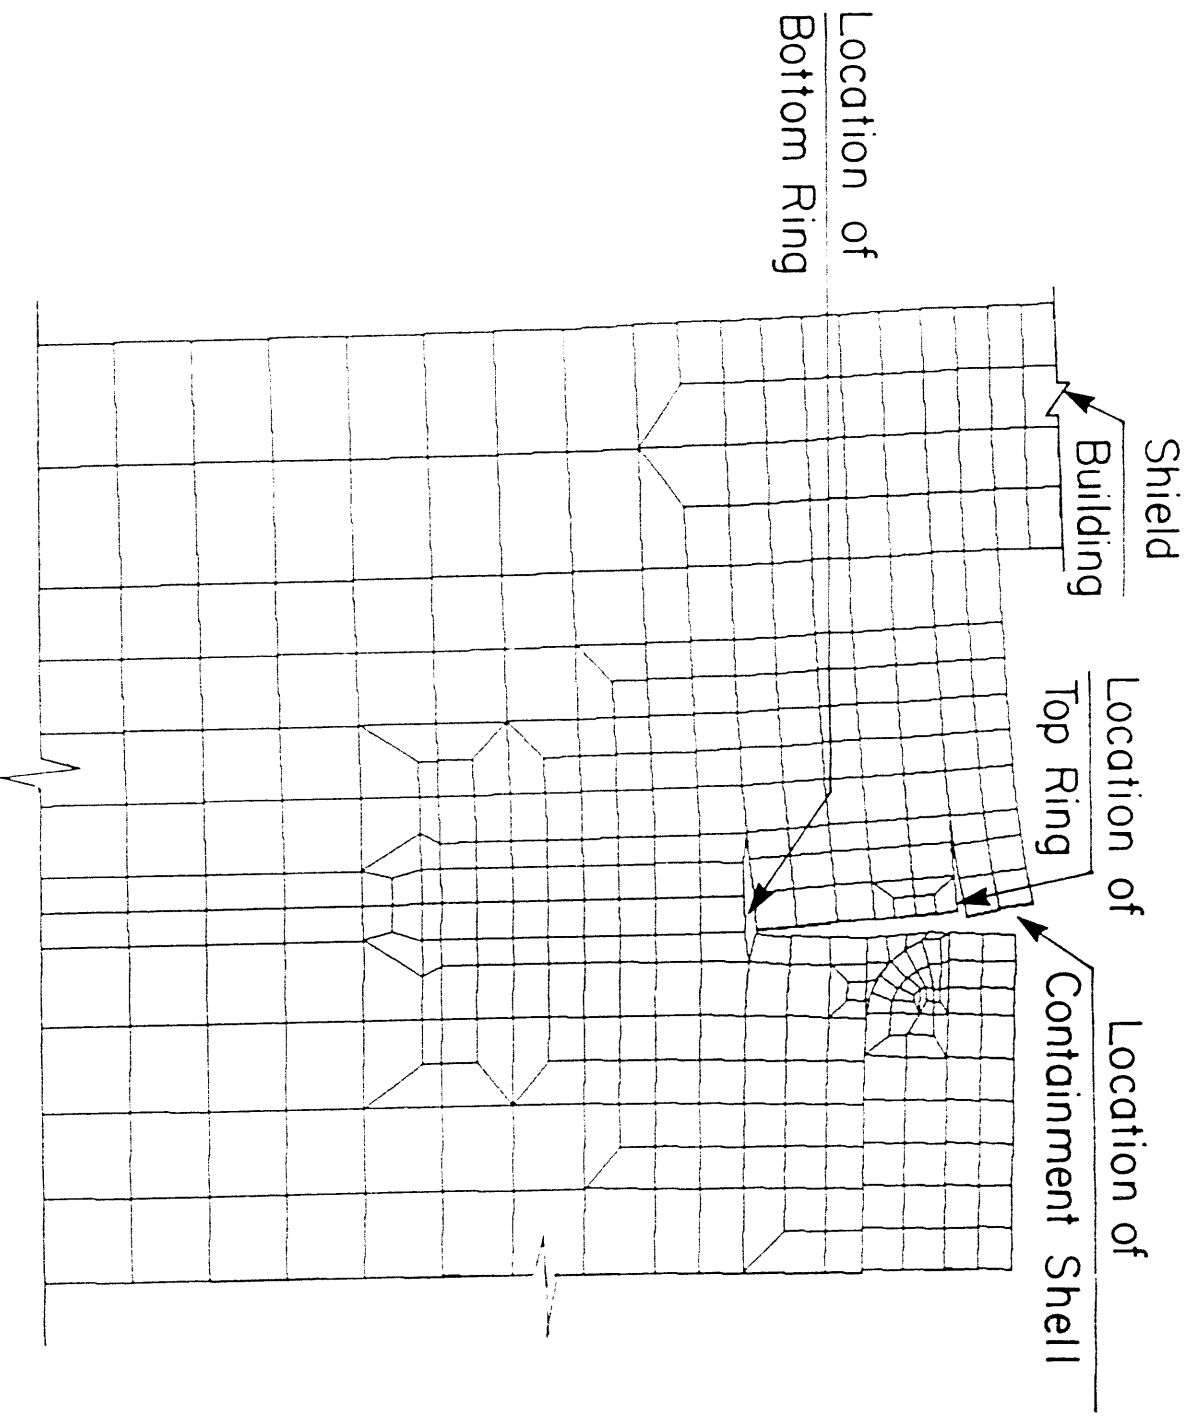 Location of
Bottom Ring
Shield
Building
Location of
Top Ring
Location of
Containment Shell